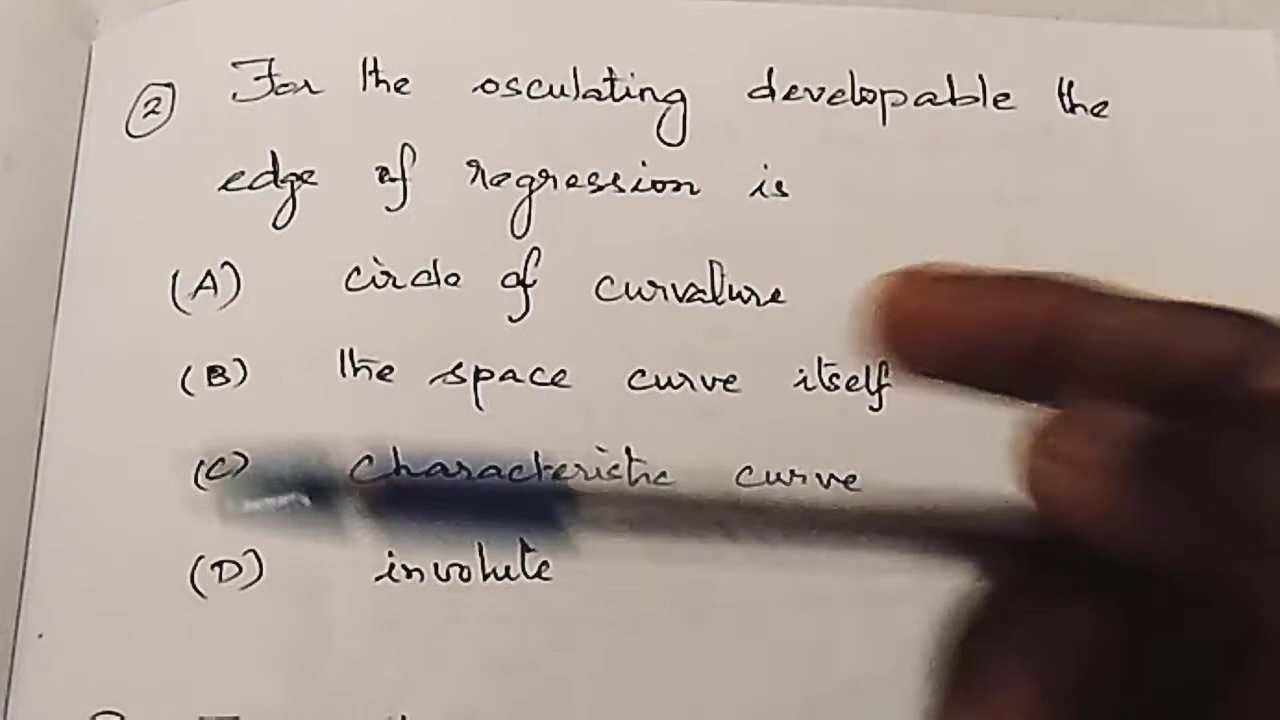 ② For the osculating developable the
edge of regression is
(A) circle of curvature
(B) the space curve itself
(C) characteristic curve
(D) involute